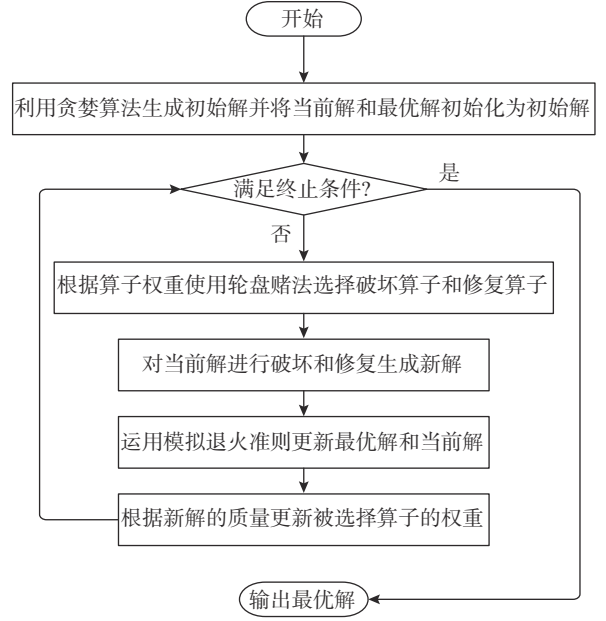 开始
利用贪婪算法生成初始解并将当前解和最优解初始化为初始解
满足终止条件?
是
否
根据算子权重使用轮盘赌法选择破坏算子和修复算子
对当前解进行破坏和修复生成新解
运用模拟退火准则更新最优解和当前解
根据新解的质量更新被选择算子的权重
输出最优解